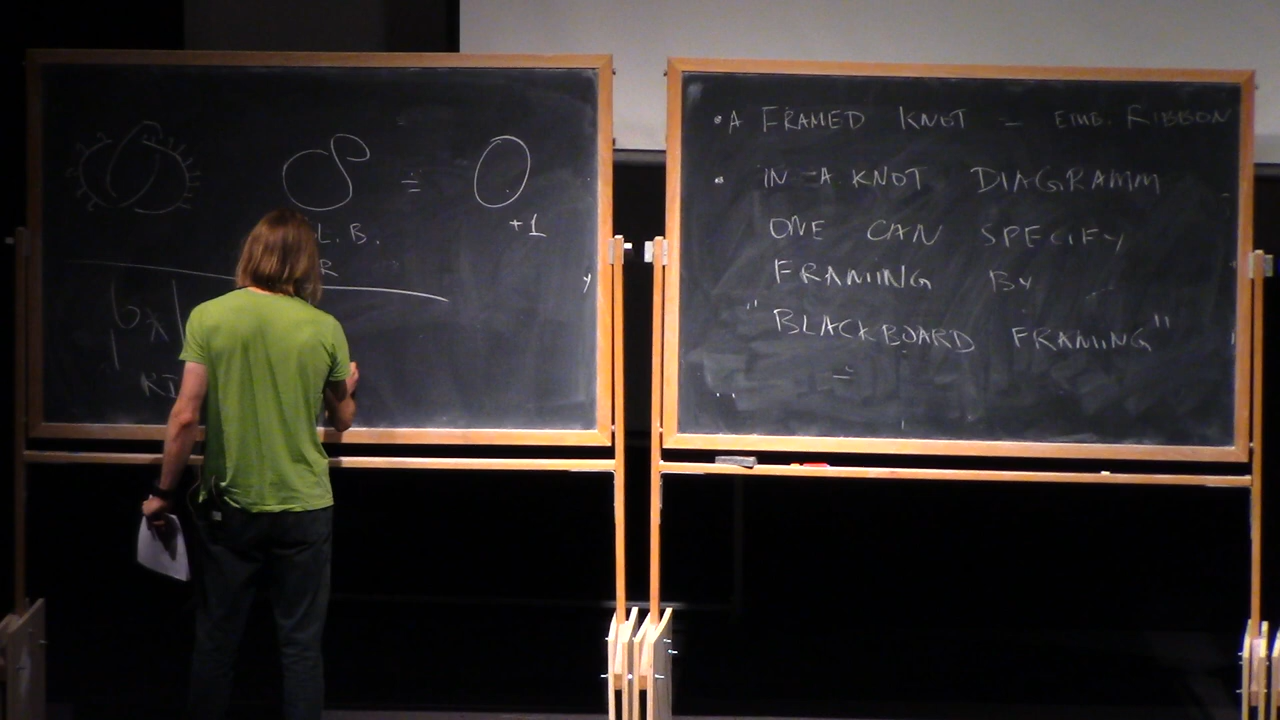 =
+1
L. B.
R
• A FRAMED KNOT – EMB. RIBBON
• IN A KNOT DIAGRAMM
ONE CAN SPECIFY
FRAMING BY
"BLACKBOARD FRAMING"